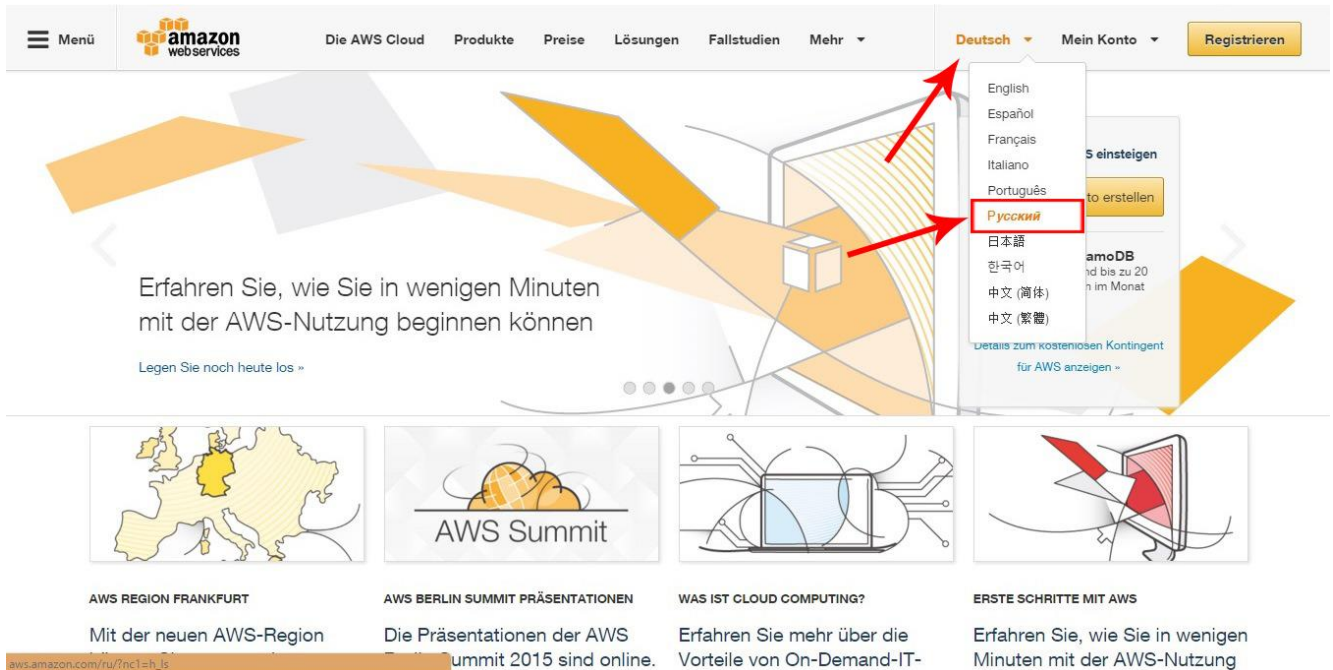 Menü
amazon
webservices
Die AWS Cloud Produkte Preise Lösungen Fallstudien Mehr
Deutsch Mein Konto Registrieren
English
Español
Français
Italiano
Português
Русский
日本語
한국어
中文 (简体)
中文 (繁體)
S einsteigen
to erstellen
amoDB
nd bis zu 20
n im Monat
Details zum kostenlosen Kontingent
für AWS anzeigen »
Erfahren Sie, wie Sie in wenigen Minuten
mit der AWS-Nutzung beginnen können
Legen Sie noch heute los »
AWS Summit
AWS REGION FRANKFURT
Mit der neuen AWS-Region
AWS BERLIN SUMMIT PRÄSENTATIONEN
Die Präsentationen der AWS
Summit 2015 sind online.
WAS IST CLOUD COMPUTING?
Erfahren Sie mehr über die
Vorteile von On-Demand-IT-
ERSTE SCHRITTE MIT AWS
Erfahren Sie, wie Sie in wenigen
Minuten mit der AWS-Nutzung
aws.amazon.com/ru/?nc1=h_ls